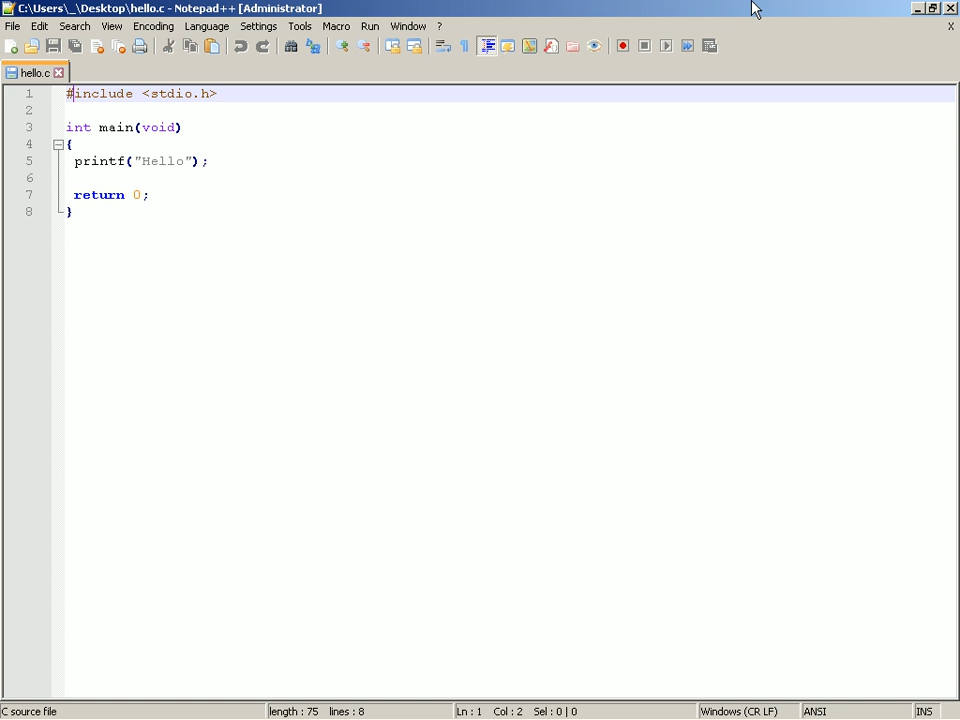 C:\Users\_\Desktop\hello.c - Notepad++ [Administrator]
File Edit Search View Encoding Language Settings Tools Macro Run Window ? X
hello.c
1 #include <stdio.h>
2
3 int main(void)
4 {
5 printf("Hello");
6
7 return 0;
8 }
C source file length : 75 lines : 8 Ln : 1 Col : 2 Sel : 0 | 0 Windows (CR LF) ANSI INS